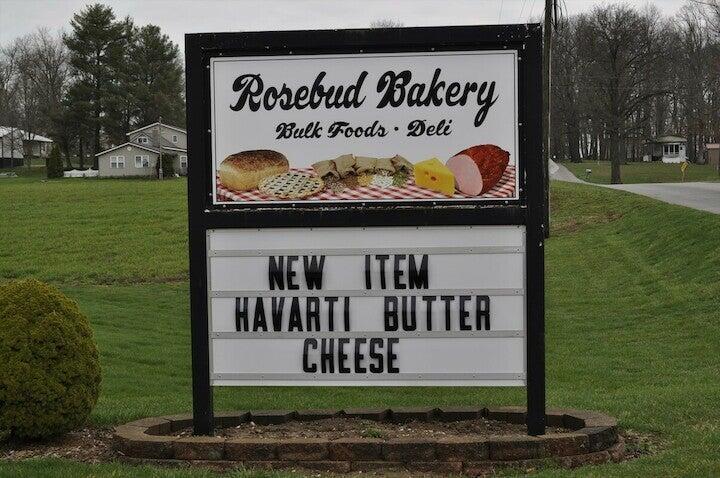 Rosebud Bakery
Bulk Foods · Deli
NEW ITEM
HAVARTI BUTTER
CHEESE